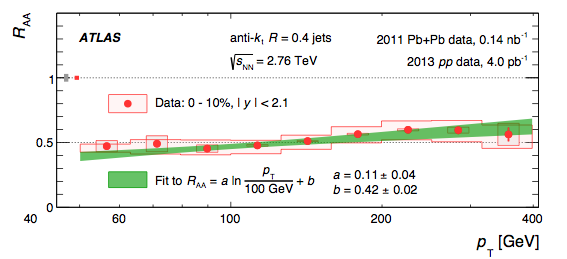 R_AA
ATLAS
anti-k_t R = 0.4 jets
2011 Pb+Pb data, 0.14 nb⁻¹
√s_NN = 2.76 TeV
2013 pp data, 4.0 pb⁻¹
1
Data: 0 - 10%, | y | < 2.1
0.5
Fit to R_AA = a ln p_T / 100 GeV + b
a = 0.11 ± 0.04
b = 0.42 ± 0.02
0
40 60 100 200 400
p_T [GeV]